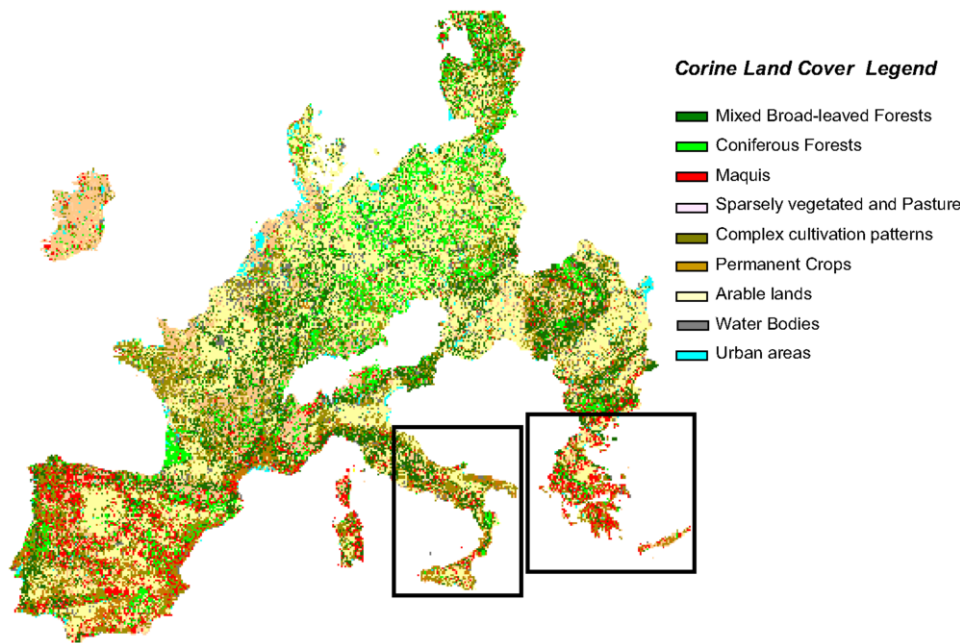 Corine Land Cover Legend
Mixed Broad-leaved Forests
Coniferous Forests
Maquis
Sparsely vegetated and Pasture
Complex cultivation patterns
Permanent Crops
Arable lands
Water Bodies
Urban areas